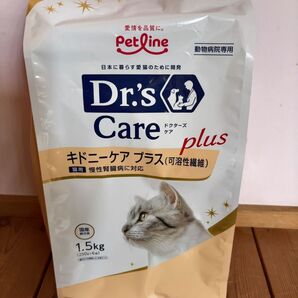 愛情を品質に。
PetLine
動物病院専用
日本に暮らす愛猫のために開発
Dr.'s
Care
ドクターズ
ケア
plus
キドニーケア プラス(可溶性繊維)
猫用 慢性腎臓病に対応
国産
1.5kg